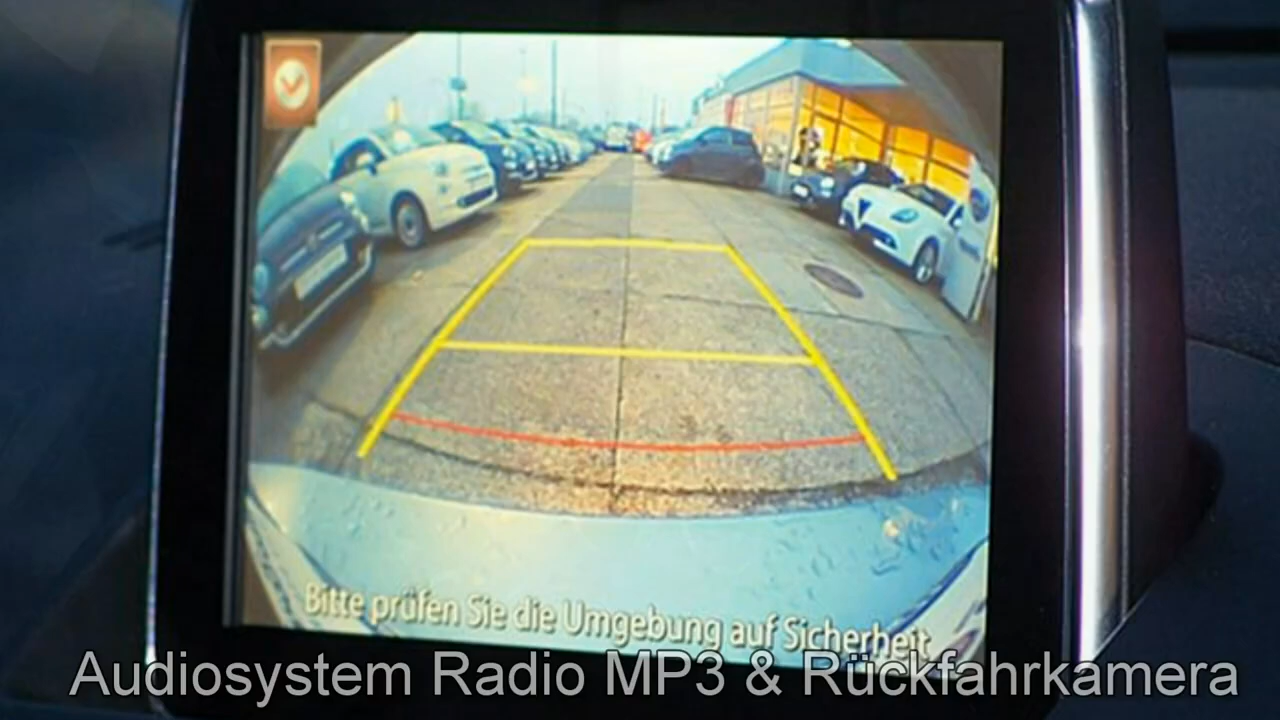 Bitte prüfen Sie die Umgebung auf Sicherheit
Audiosystem Radio MP3 & Rückfahrkamera